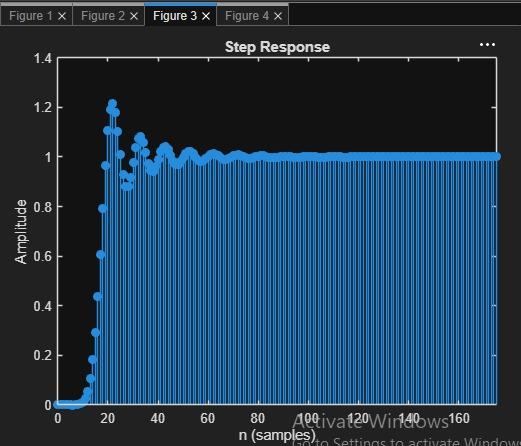 Figure 1 × Figure 2 × Figure 3 × Figure 4 ×
Step Response
1.4
1.2
1
0.8
0.6
0.4
0.2
0
Amplitude
0 20 40 60 80 100 120 140 160
n (samples)
Activate Windows
Go to Settings to activate Windows